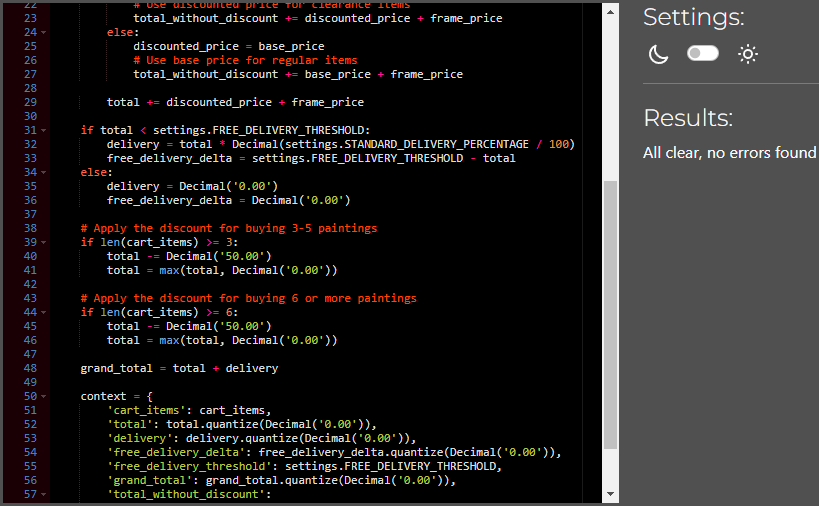 22 # Use discounted price for clearance items
23 total_without_discount += discounted_price + frame_price
24 else:
25 discounted_price = base_price
26 # Use base price for regular items
27 total_without_discount += base_price + frame_price
28
29 total += discounted_price + frame_price
30
31 if total < settings.FREE_DELIVERY_THRESHOLD:
32 delivery = total * Decimal(settings.STANDARD_DELIVERY_PERCENTAGE / 100)
33 free_delivery_delta = settings.FREE_DELIVERY_THRESHOLD - total
34 else:
35 delivery = Decimal('0.00')
36 free_delivery_delta = Decimal('0.00')
37
38 # Apply the discount for buying 3-5 paintings
39 if len(cart_items) >= 3:
40 total -= Decimal('50.00')
41 total = max(total, Decimal('0.00'))
42
43 # Apply the discount for buying 6 or more paintings
44 if len(cart_items) >= 6:
45 total -= Decimal('50.00')
46 total = max(total, Decimal('0.00'))
47
48 grand_total = total + delivery
49
50 context = {
51 'cart_items': cart_items,
52 'total': total.quantize(Decimal('0.00')),
53 'delivery': delivery.quantize(Decimal('0.00')),
54 'free_delivery_delta': free_delivery_delta.quantize(Decimal('0.00')),
55 'free_delivery_threshold': settings.FREE_DELIVERY_THRESHOLD,
56 'grand_total': grand_total.quantize(Decimal('0.00')),
57 'total_without_discount':
Settings:
Results:
All clear, no errors found